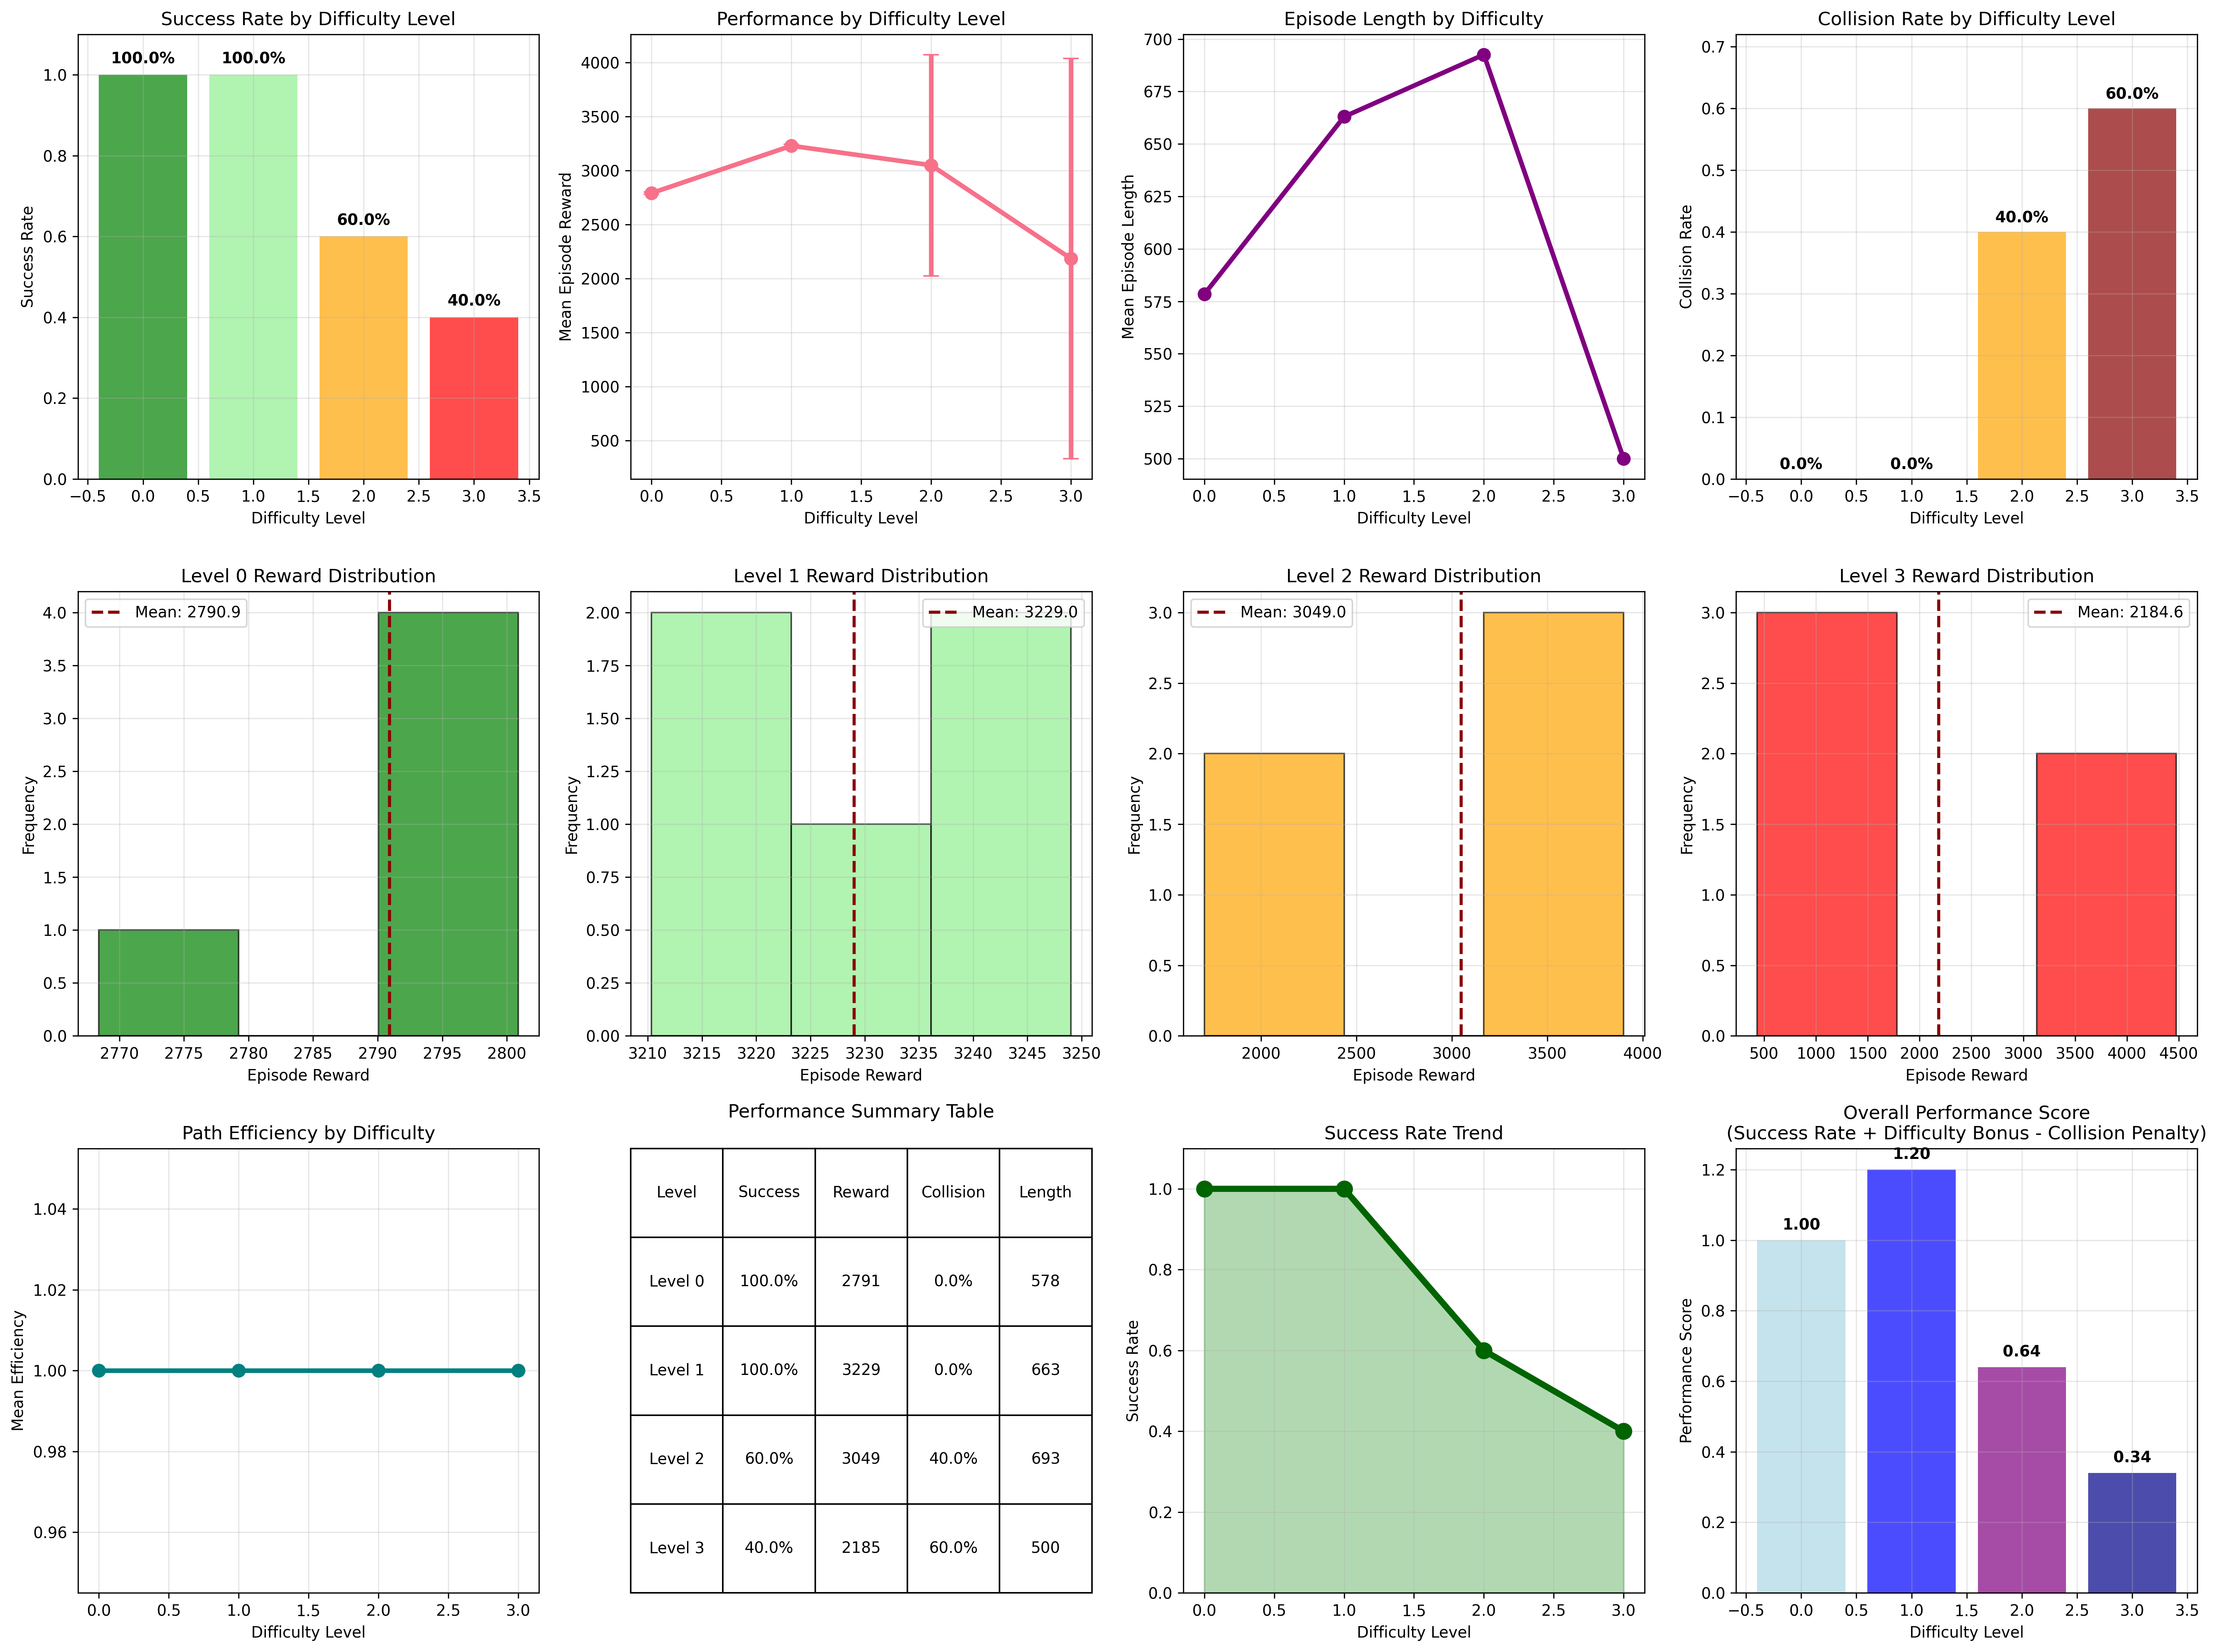 Success Rate by Difficulty Level
100.0%
100.0%
60.0%
40.0%
Success Rate
1.0
0.8
0.6
0.4
0.2
0.0
−0.5 0.0 0.5 1.0 1.5 2.0 2.5 3.0 3.5
Difficulty Level
Performance by Difficulty Level
Mean Episode Reward
4000
3500
3000
2500
2000
1500
1000
500
0.0 0.5 1.0 1.5 2.0 2.5 3.0
Difficulty Level
Episode Length by Difficulty
Mean Episode Length
700
675
650
625
600
575
550
525
500
0.0 0.5 1.0 1.5 2.0 2.5 3.0
Difficulty Level
Collision Rate by Difficulty Level
0.0%
0.0%
40.0%
60.0%
Collision Rate
0.7
0.6
0.5
0.4
0.3
0.2
0.1
0.0
−0.5 0.0 0.5 1.0 1.5 2.0 2.5 3.0 3.5
Difficulty Level
Level 0 Reward Distribution
Mean: 2790.9
Frequency
4.0
3.5
3.0
2.5
2.0
1.5
1.0
0.5
0.0
2770 2775 2780 2785 2790 2795 2800
Episode Reward
Level 1 Reward Distribution
Mean: 3229.0
Frequency
2.00
1.75
1.50
1.25
1.00
0.75
0.50
0.25
0.00
3210 3215 3220 3225 3230 3235 3240 3245 3250
Episode Reward
Level 2 Reward Distribution
Mean: 3049.0
Frequency
3.0
2.5
2.0
1.5
1.0
0.5
0.0
2000 2500 3000 3500 4000
Episode Reward
Level 3 Reward Distribution
Mean: 2184.6
Frequency
3.0
2.5
2.0
1.5
1.0
0.5
0.0
500 1000 1500 2000 2500 3000 3500 4000 4500
Episode Reward
Path Efficiency by Difficulty
Mean Efficiency
1.04
1.02
1.00
0.98
0.96
0.0 0.5 1.0 1.5 2.0 2.5 3.0
Difficulty Level
Performance Summary Table
Level Success Reward Collision Length
Level 0 100.0% 2791 0.0% 578
Level 1 100.0% 3229 0.0% 663
Level 2 60.0% 3049 40.0% 693
Level 3 40.0% 2185 60.0% 500
Success Rate Trend
Success Rate
1.0
0.8
0.6
0.4
0.2
0.0
0.0 0.5 1.0 1.5 2.0 2.5 3.0
Difficulty Level
Overall Performance Score
(Success Rate + Difficulty Bonus - Collision Penalty)
1.00
1.20
0.64
0.34
Performance Score
1.2
1.0
0.8
0.6
0.4
0.2
0.0
−0.5 0.0 0.5 1.0 1.5 2.0 2.5 3.0 3.5
Difficulty Level